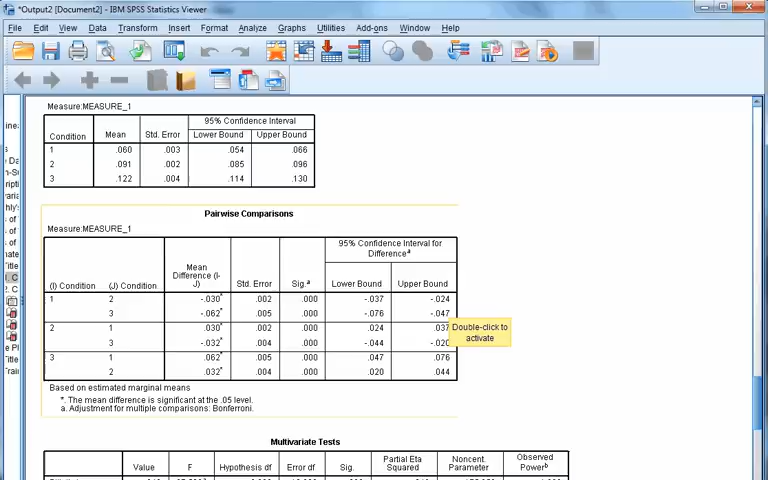 *Output2 [Document2] - IBM SPSS Statistics Viewer
File Edit View Data Transform Insert Format Analyze Graphs Utilities Add-ons Window Help
Measure:MEASURE_1
95% Confidence Interval
Condition Mean Std. Error Lower Bound Upper Bound
1 .060 .003 .054 .066
2 .091 .002 .085 .096
3 .122 .004 .114 .130
Pairwise Comparisons
Measure:MEASURE_1
95% Confidence Interval for
Differenceª
Mean
Difference (I-
J)
(I) Condition (J) Condition Std. Error Sig.ª Lower Bound Upper Bound
1 2 -.030* .002 .000 -.037 -.024
3 -.062* .005 .000 -.076 -.047
2 1 .030* .002 .000 .024 .037
3 -.032* .004 .000 -.044 -.020
3 1 .062* .005 .000 .047 .076
2 .032* .004 .000 .020 .044
Double-click to
activate
Based on estimated marginal means
*. The mean difference is significant at the .05 level.
a. Adjustment for multiple comparisons: Bonferroni.
Multivariate Tests
Value F Hypothesis df Error df Sig. Partial Eta Squared Noncent. Parameter Observed Powerᵇ